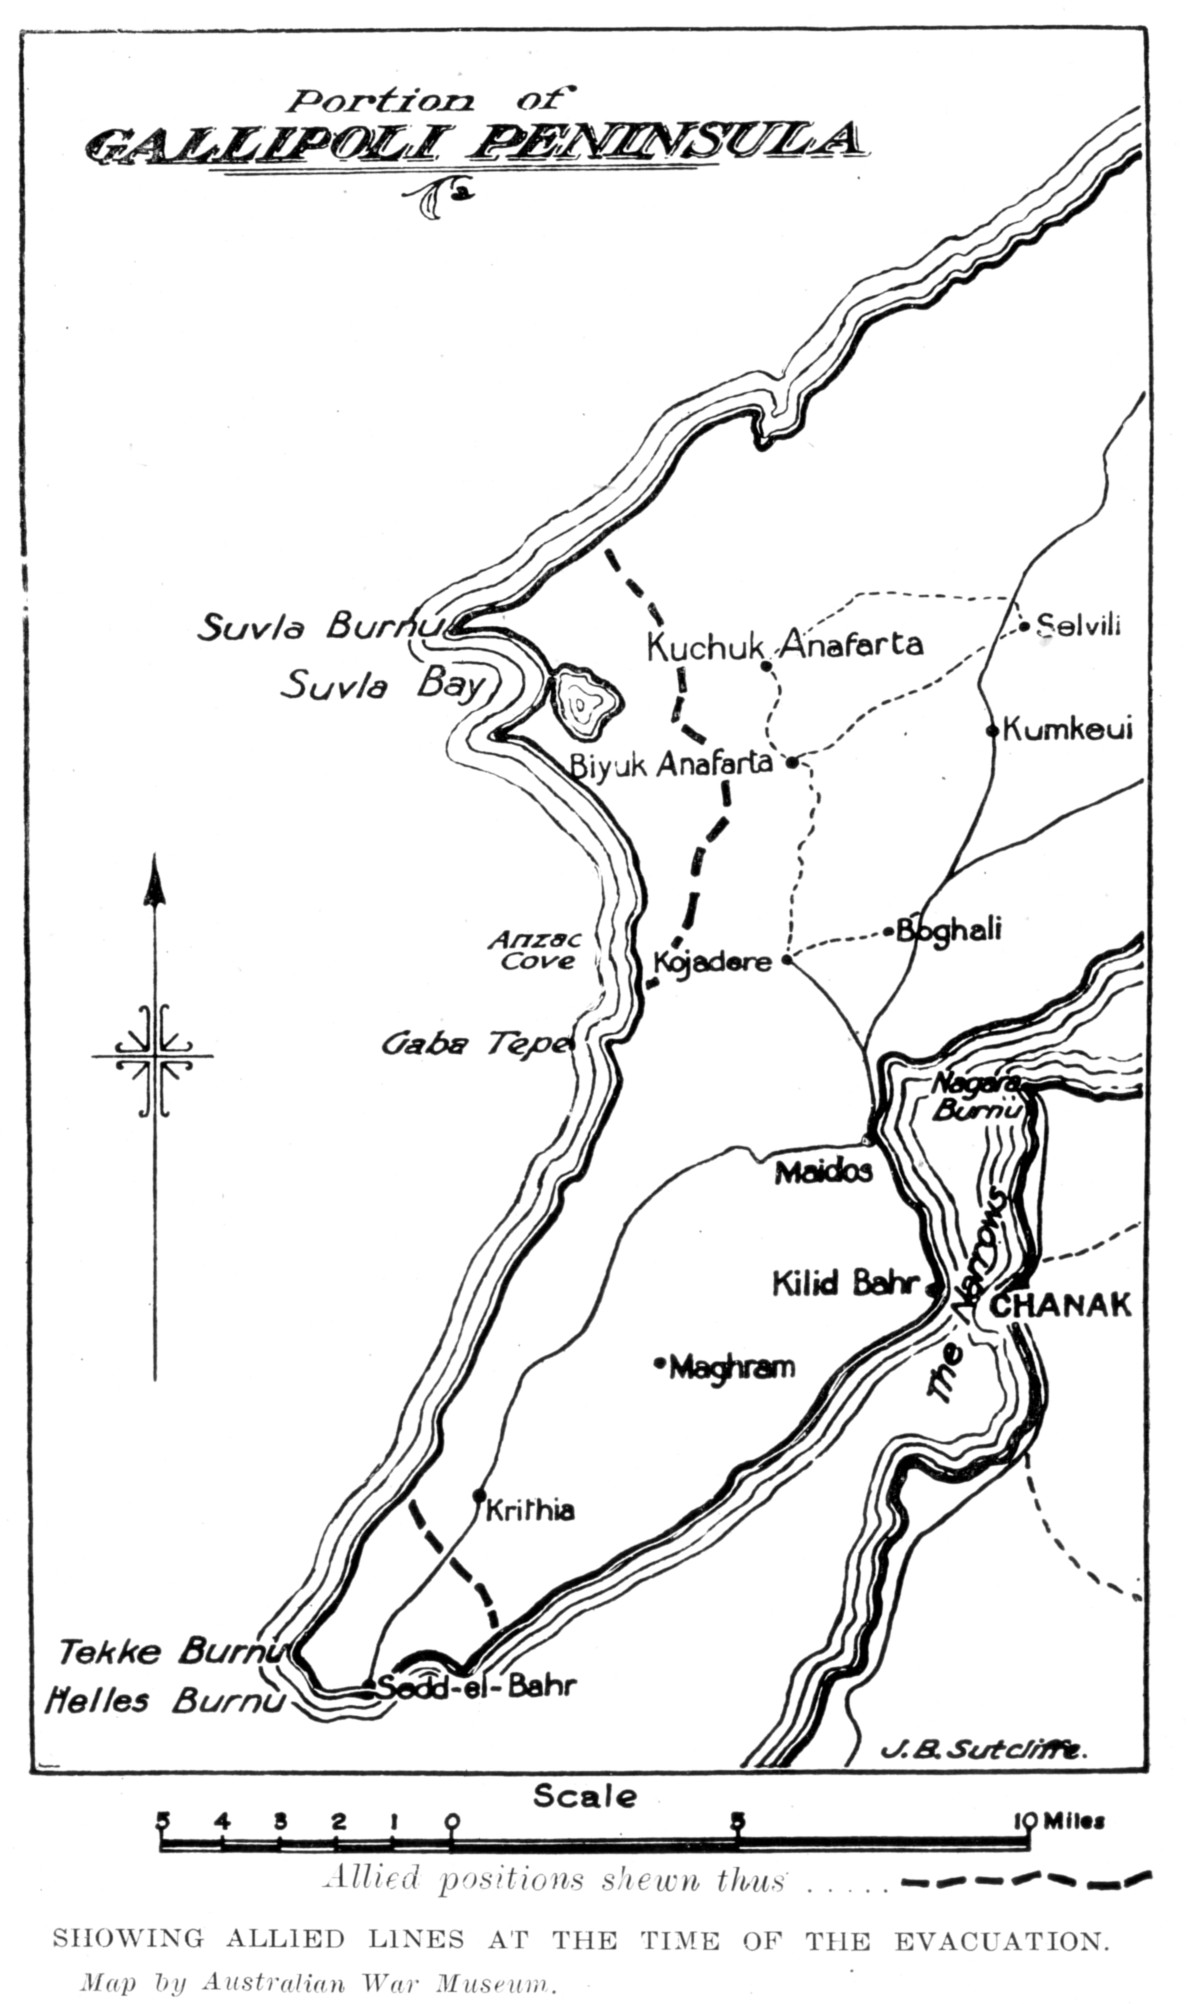 Portion of
GALLIPOLI PENINSULA
Suvla Burnu
Suvla Bay
Kuchuk Anafarta
Selvili
Kumkeui
Biyuk Anafarta
Anzac
Cove
Kojadere
Boghali
Gaba Tepe
Nagara
Burnu
Maidos
The Narrows
Kilid Bahr
CHANAK
Maghram
Krithia
Tekke Burnu
Helles Burnu
Sedd-el-Bahr
J.B. Sutcliffe.
Scale
5 4 3 2 1 0 5 10 Miles
Allied positions shewn thus .....
SHOWING ALLIED LINES AT THE TIME OF THE EVACUATION.
Map by Australian War Museum.